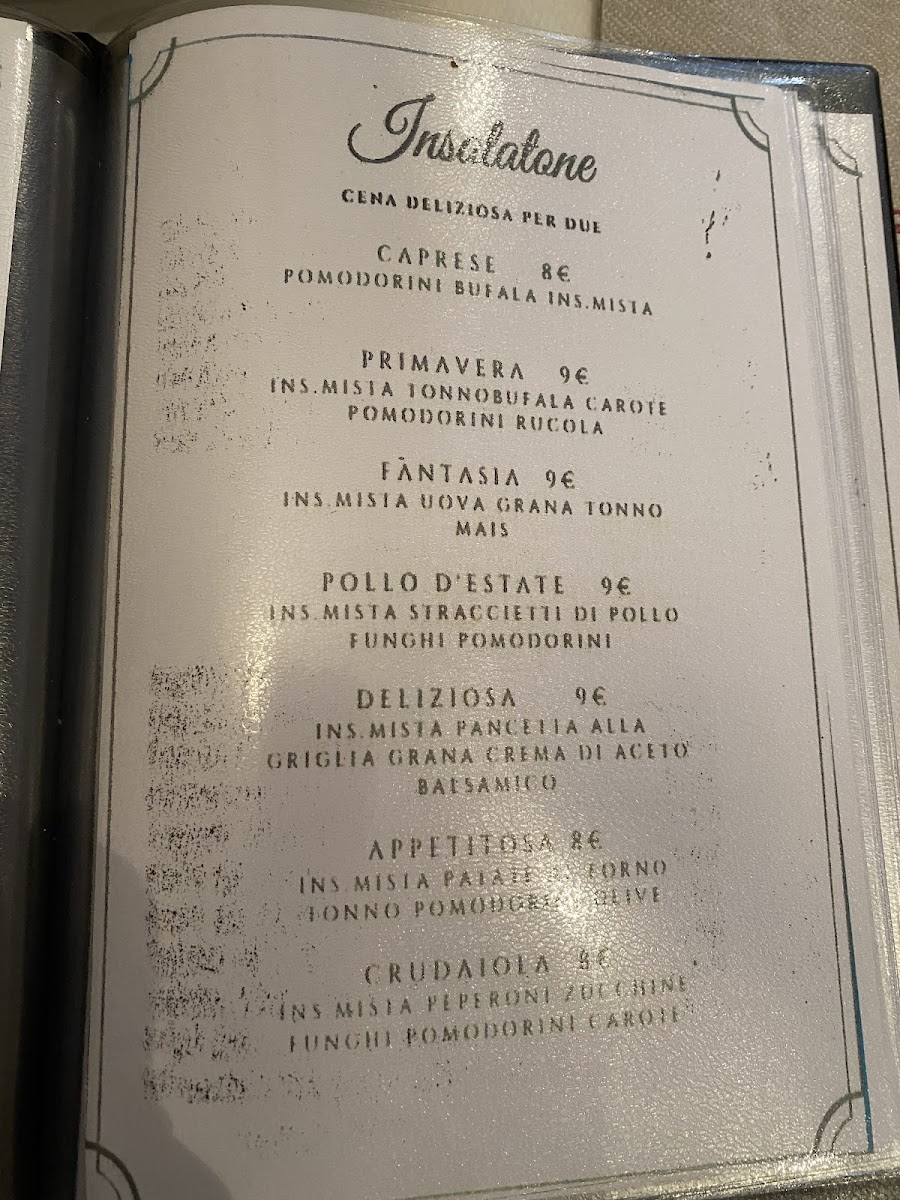 Insalatone
CENA DELIZIOSA PER DUE
CAPRESE 8€
POMODORINI BUFALA INS.MISTA
PRIMAVERA 9€
INS.MISTA TONNOBUFALA CAROTE
POMODORINI RUCOLA
FÀNTASIA 9€
INS.MISTA UOVA GRANA TONNO
MAIS
POLLO D'ESTATE 9€
INS.MISTA STRACCIETTI DI POLLO
FUNGHI POMODORINI
DELIZIOSA 9€
INS.MISTA PANCETTA ALLA
GRIGLIA GRANA CREMA DI ACETO
BALSAMICO
APPETITOSA 8€
INS.MISTA PATATE FORNO
TONNO POMODORINI OLIVE
CRUDAIOLA 8€
INS MISTA PEPERONI ZUCCHINE
FUNGHI POMODORINI CAROTE